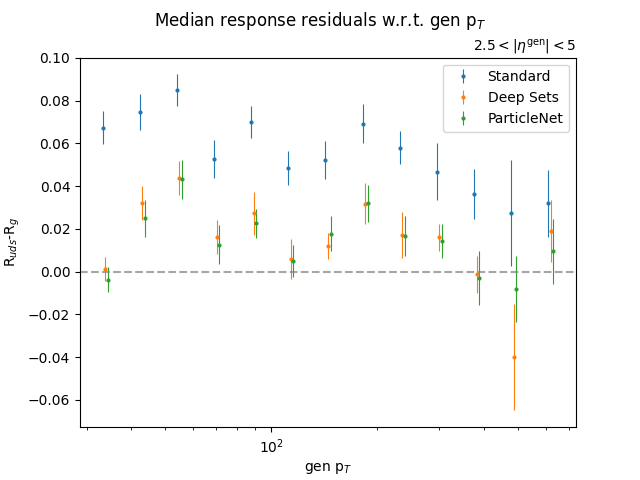 Median response residuals w.r.t. gen p_T
2.5 < |η^gen| < 5
Standard
Deep Sets
ParticleNet
R_uds-R_g
0.10
0.08
0.06
0.04
0.02
0.00
−0.02
−0.04
−0.06
10^2
gen p_T